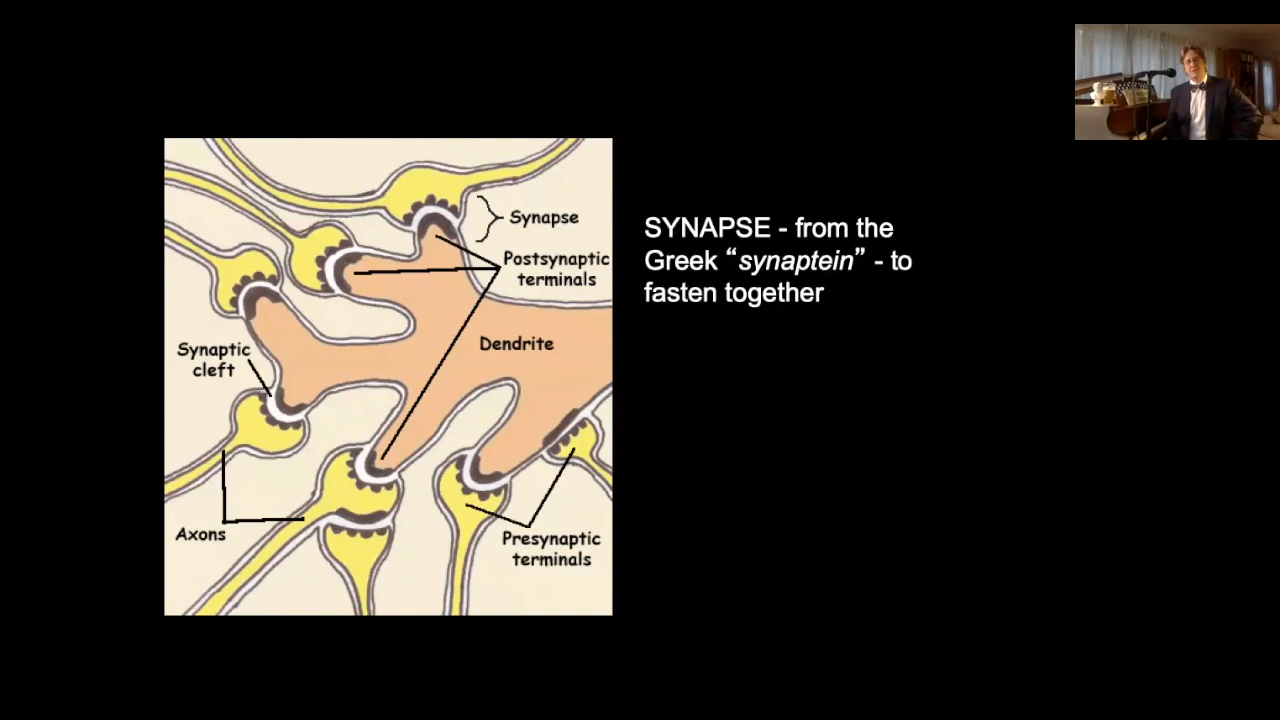 Synapse
Postsynaptic
terminals
Dendrite
Synaptic
cleft
Axons
Presynaptic
terminals
SYNAPSE - from the
Greek “synaptein” - to
fasten together